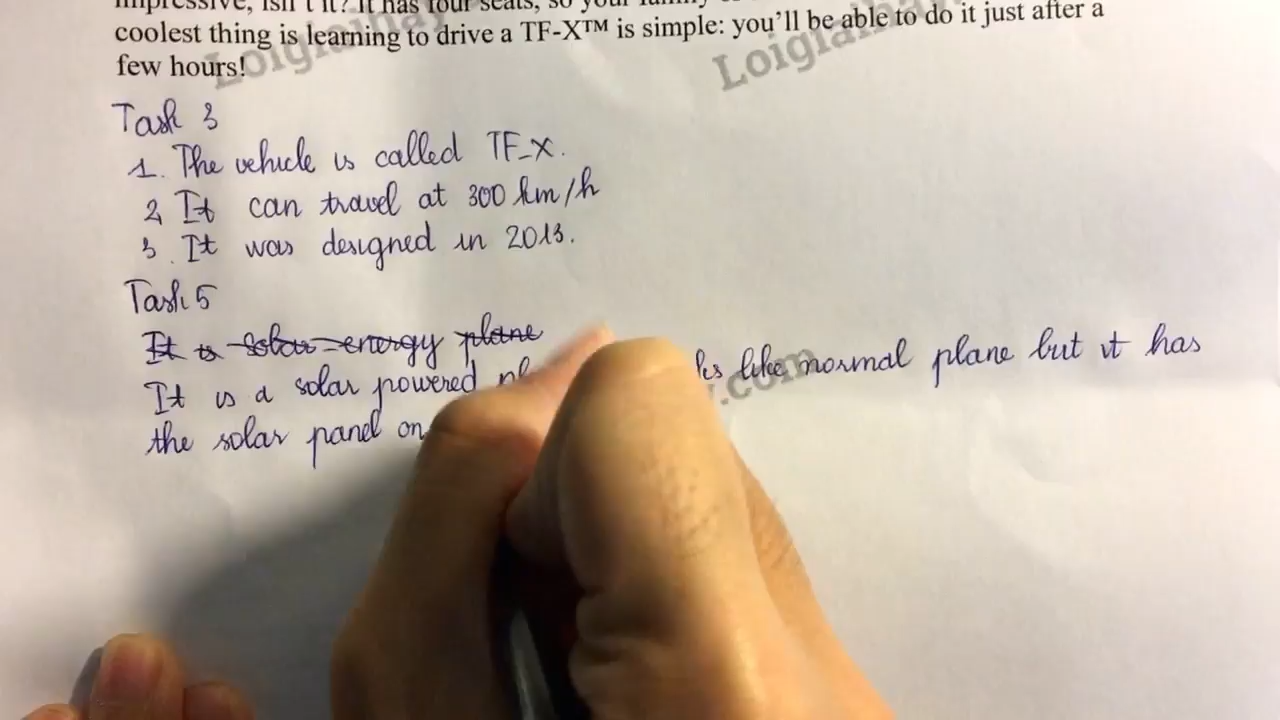 impressive, isn't it? It has four seats, so your family
coolest thing is learning to drive a TF-X™ is simple: you'll be able to do it just after a
few hours!
Task 3
1. The vehicle is called TF-X.
2 It can travel at 300 km/h
3. It was designed in 2013.
Task 5
It is solar-energy plane
It is a solar powered like normal plane but it has
the solar panel on